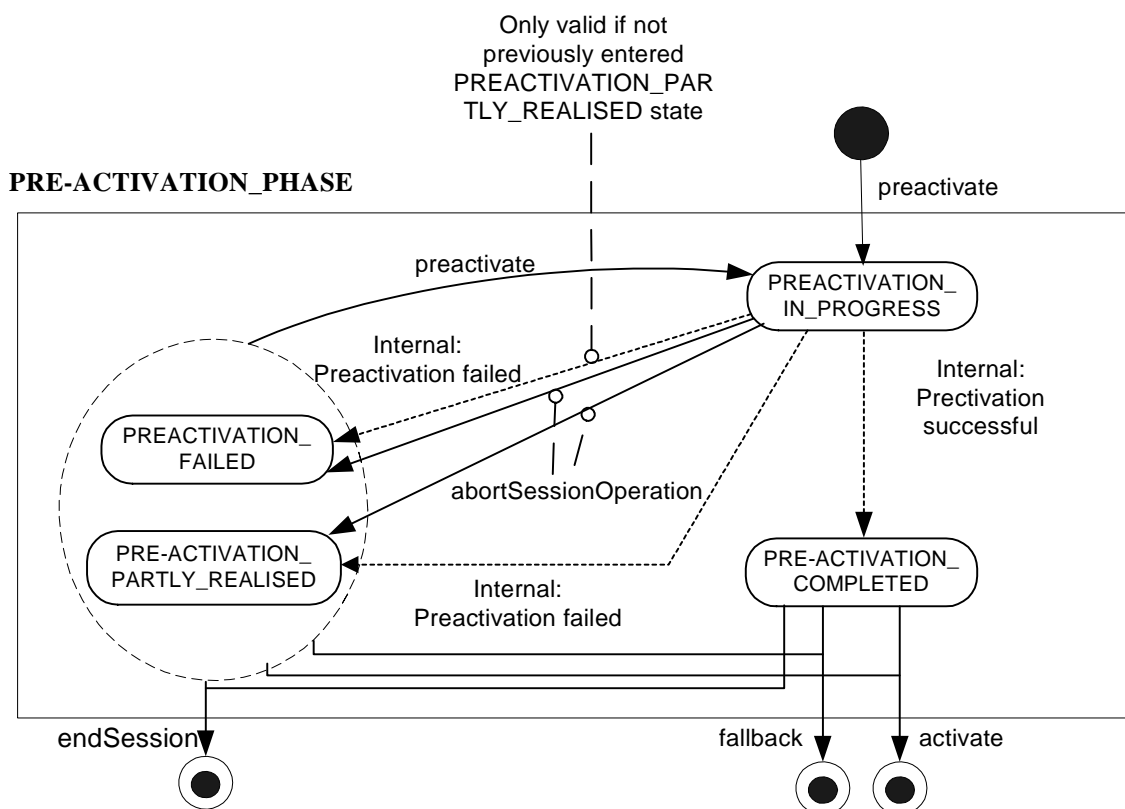 Only valid if not
previously entered
PREACTIVATION_PAR
TLY_REALISED state
PRE-ACTIVATION_PHASE
preactivate
preactivate
PREACTIVATION_
IN_PROGRESS
Internal:
Preactivation failed
Internal:
Prectivation
successful
PREACTIVATION_
FAILED
abortSessionOperation
PRE-ACTIVATION_
PARTLY_REALISED
PRE-ACTIVATION_
COMPLETED
Internal:
Preactivation failed
endSession
fallback
activate